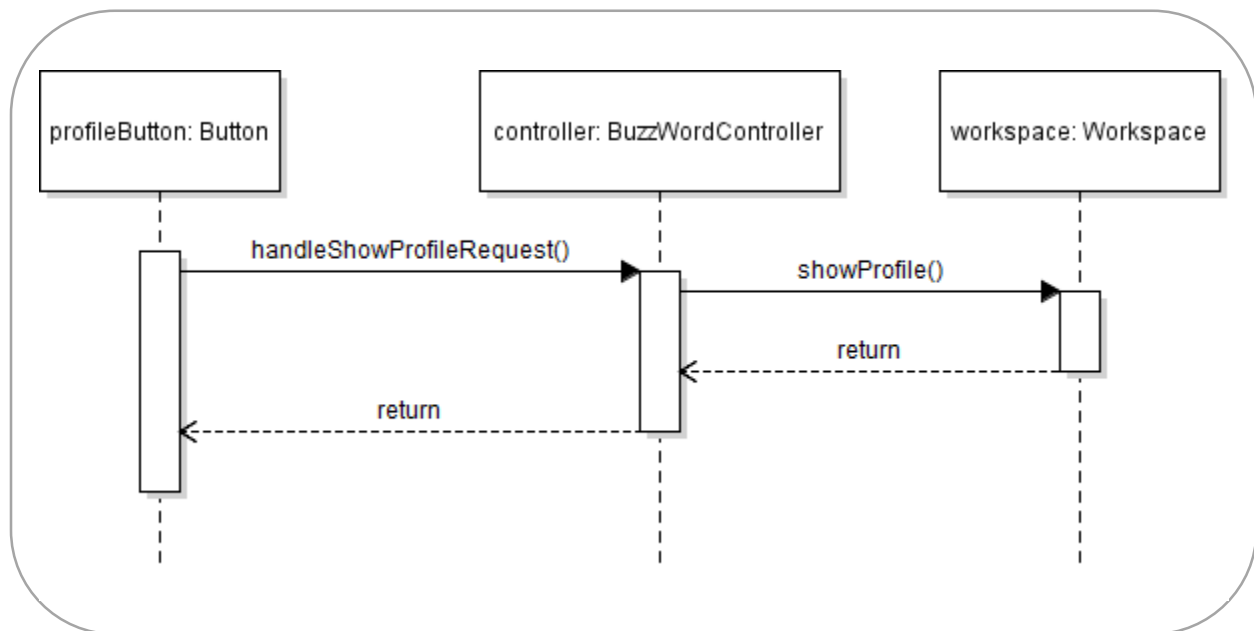 profileButton: Button
controller: BuzzWordController
workspace: Workspace
handleShowProfileRequest()
showProfile()
return
return